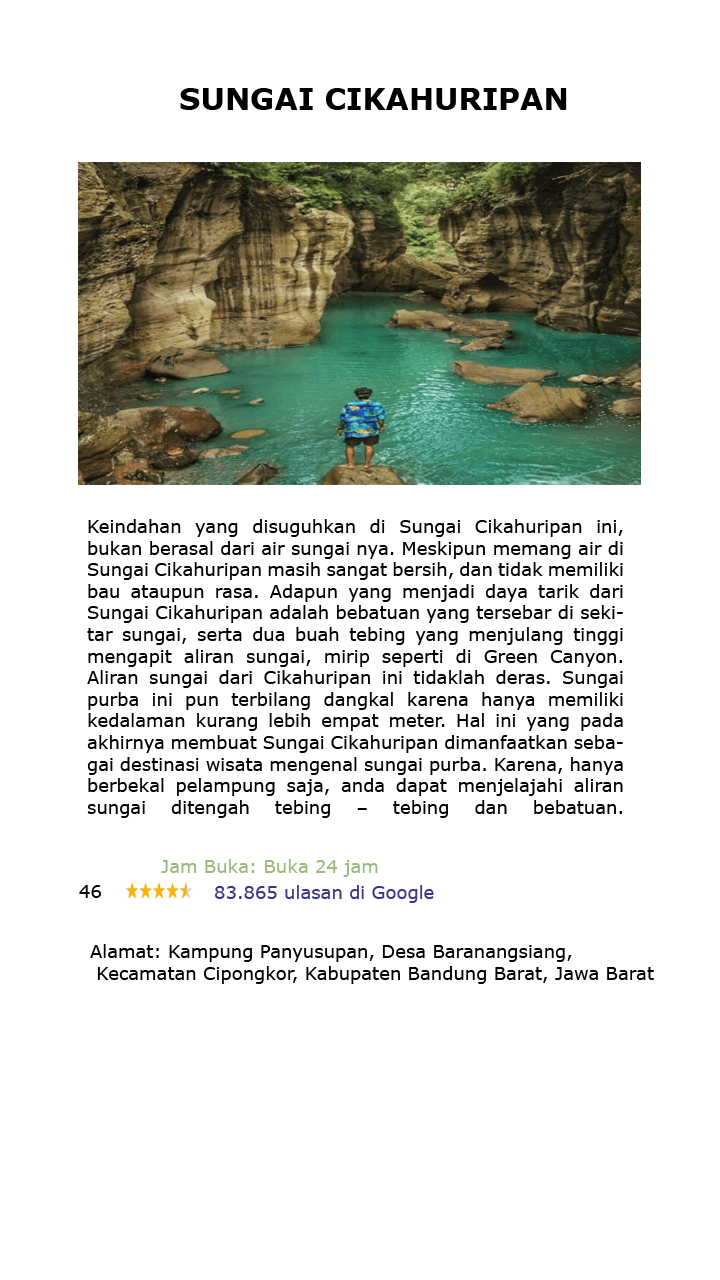 SUNGAI CIKAHURIPAN
Keindahan yang disuguhkan di Sungai Cikahuripan ini,
bukan berasal dari air sungai nya. Meskipun memang air di
Sungai Cikahuripan masih sangat bersih, dan tidak memiliki
bau ataupun rasa. Adapun yang menjadi daya tarik dari
Sungai Cikahuripan adalah bebatuan yang tersebar di seki-
tar sungai, serta dua buah tebing yang menjulang tinggi
mengapit aliran sungai, mirip seperti di Green Canyon.
Aliran sungai dari Cikahuripan ini tidaklah deras. Sungai
purba ini pun terbilang dangkal karena hanya memiliki
kedalaman kurang lebih empat meter. Hal ini yang pada
akhirnya membuat Sungai Cikahuripan dimanfaatkan seba-
gai destinasi wisata mengenal sungai purba. Karena, hanya
berbekal pelampung saja, anda dapat menjelajahi aliran
sungai ditengah tebing – tebing dan bebatuan.
Jam Buka: Buka 24 jam
46 83.865 ulasan di Google
Alamat: Kampung Panyusupan, Desa Baranangsiang,
Kecamatan Cipongkor, Kabupaten Bandung Barat, Jawa Barat